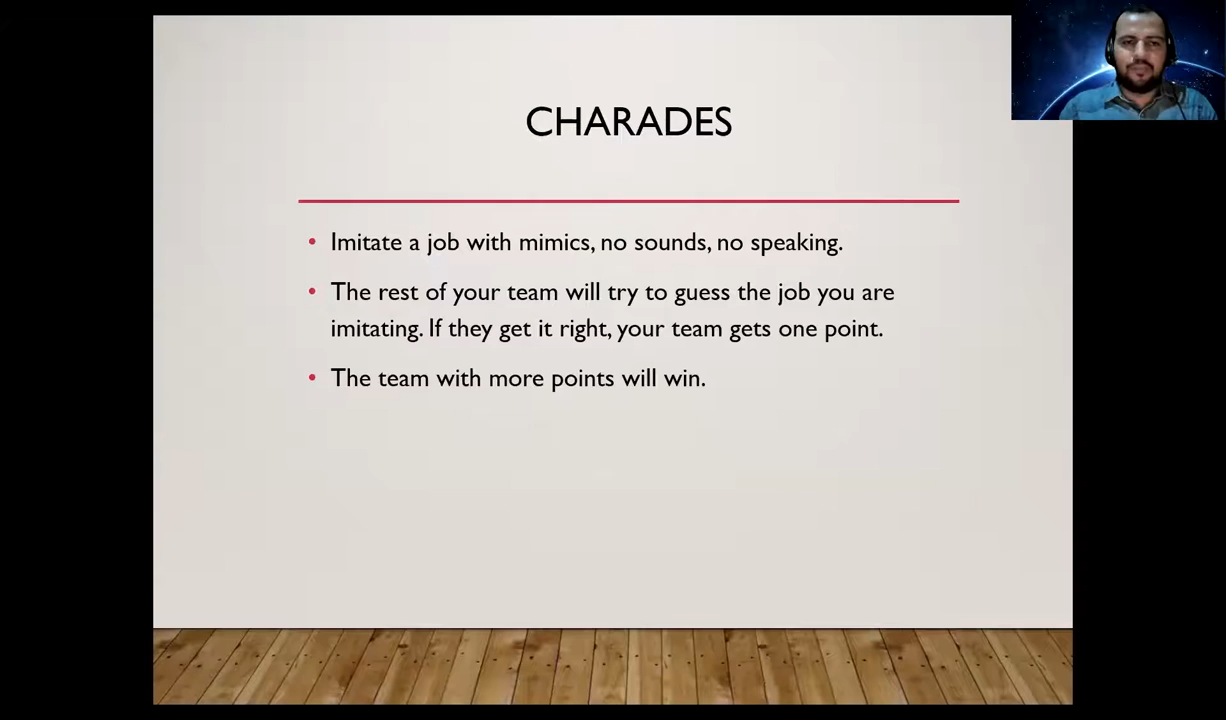 CHARADES
• Imitate a job with mimics, no sounds, no speaking.
• The rest of your team will try to guess the job you are
imitating. If they get it right, your team gets one point.
• The team with more points will win.